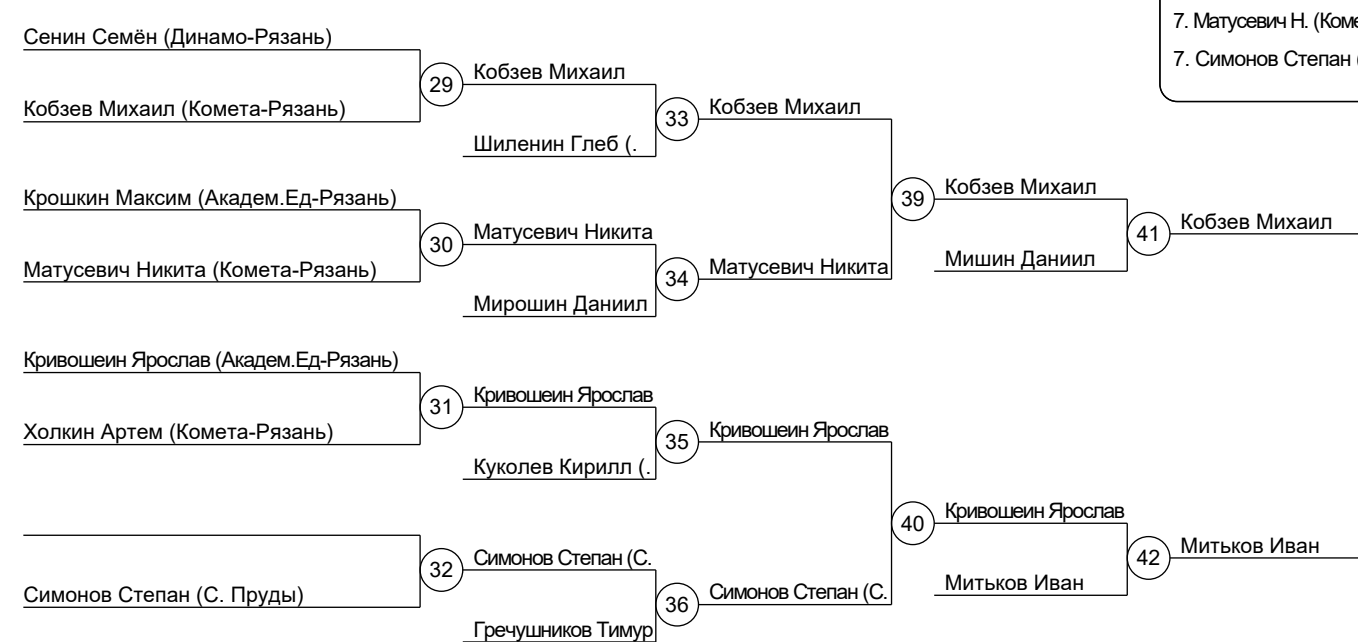 7. Матусевич Н. (Коме
7. Симонов Степан (
Сенин Семён (Динамо-Рязань)
29
Кобзев Михаил
Кобзев Михаил (Комета-Рязань)
33
Кобзев Михаил
Шиленин Глеб (.
Крошкин Максим (Академ.Ед-Рязань)
39
Кобзев Михаил
30
Матусевич Никита
41
Кобзев Михаил
Матусевич Никита (Комета-Рязань)
34
Матусевич Никита
Мишин Даниил
Мирошин Даниил
Кривошеин Ярослав (Академ.Ед-Рязань)
31
Кривошеин Ярослав
Холкин Артем (Комета-Рязань)
35
Кривошеин Ярослав
Куколев Кирилл (.
40
Кривошеин Ярослав
32
Симонов Степан (С.
42
Митьков Иван
Симонов Степан (С. Пруды)
36
Симонов Степан (С.
Митьков Иван
Гречушников Тимур